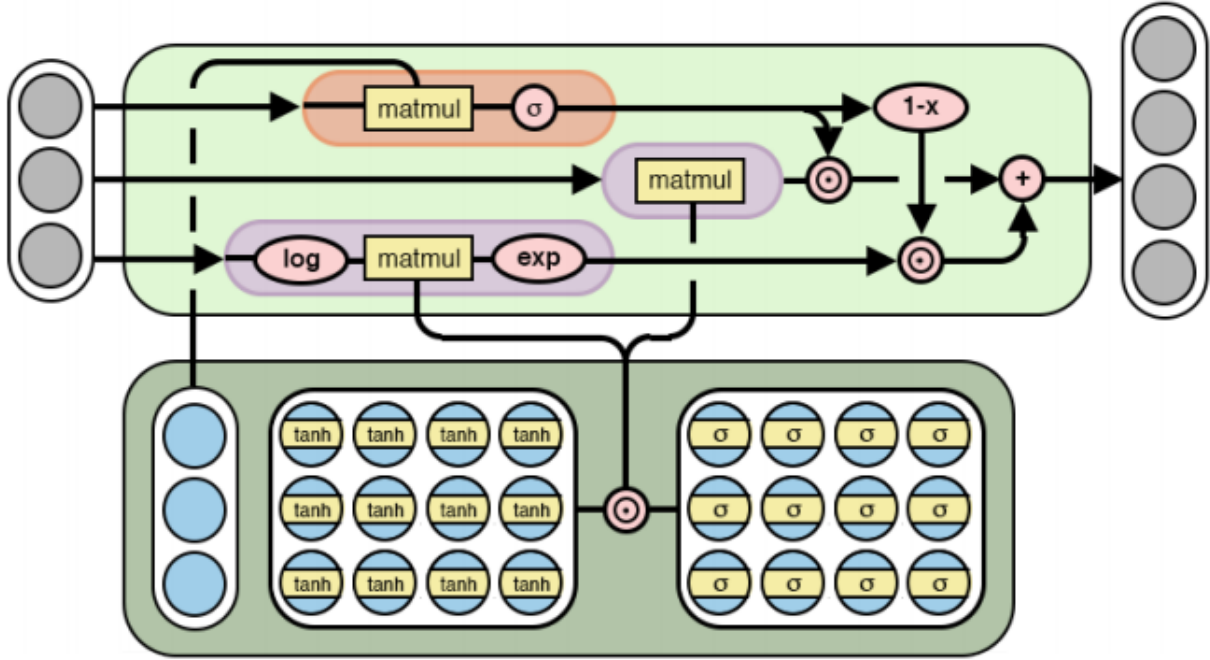 matmul σ 1-x
matmul ⊙ +
log matmul exp ⊙
tanh tanh tanh tanh σ σ σ σ
tanh tanh tanh tanh ⊙ σ σ σ σ
tanh tanh tanh tanh σ σ σ σ